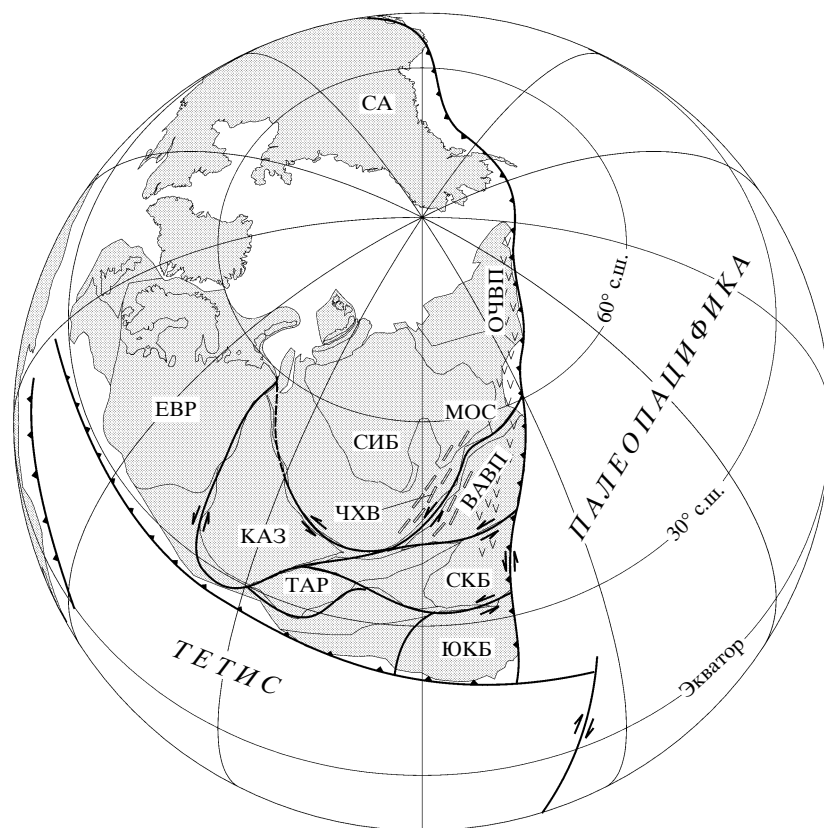 СА
ОЧВП
60° с.ш.
ПАЛЕОПАЦИФИКА
ЕВР
МОС
СИБ
ВАВП
ЧХВ
30° с.ш.
КАЗ
ТАР
СКБ
ЮКБ
ТЕТИС
Экватор